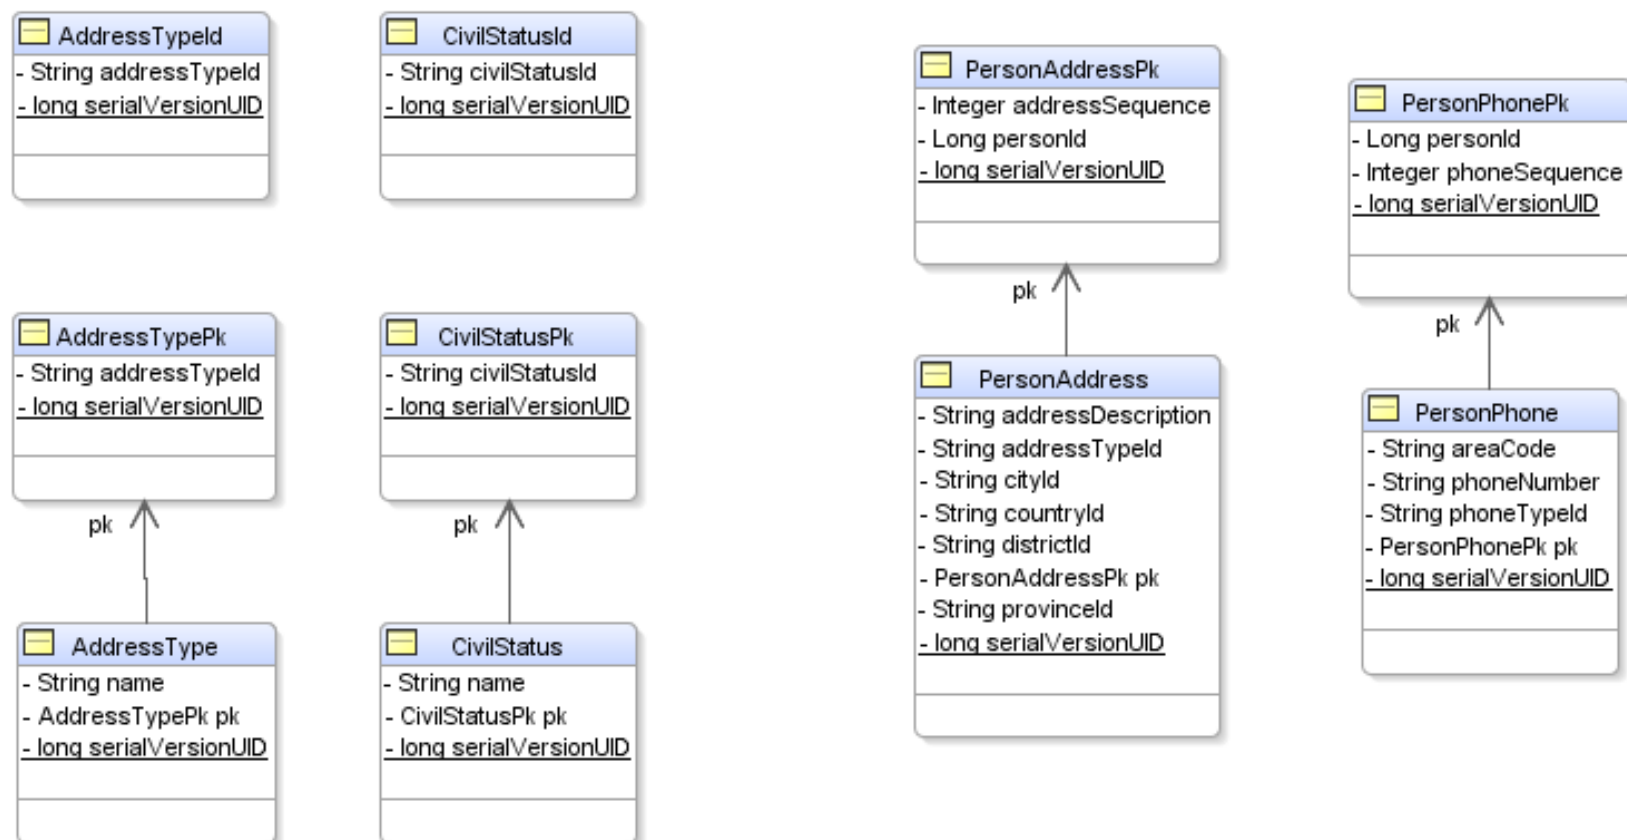 AddressTypeId
- String addressTypeId
- long serialVersionUID
CivilStatusId
- String civilStatusId
- long serialVersionUID
PersonAddressPk
- Integer addressSequence
- Long personId
- long serialVersionUID
PersonPhonePk
- Long personId
- Integer phoneSequence
- long serialVersionUID
pk
pk
AddressTypePk
- String addressTypeId
- long serialVersionUID
CivilStatusPk
- String civilStatusId
- long serialVersionUID
PersonAddress
- String addressDescription
- String addressTypeId
- String cityId
- String countryId
- String districtId
- PersonAddressPk pk
- String provinceId
- long serialVersionUID
PersonPhone
- String areaCode
- String phoneNumber
- String phoneTypeId
- PersonPhonePk pk
- long serialVersionUID
pk
pk
AddressType
- String name
- AddressTypePk pk
- long serialVersionUID
CivilStatus
- String name
- CivilStatusPk pk
- long serialVersionUID